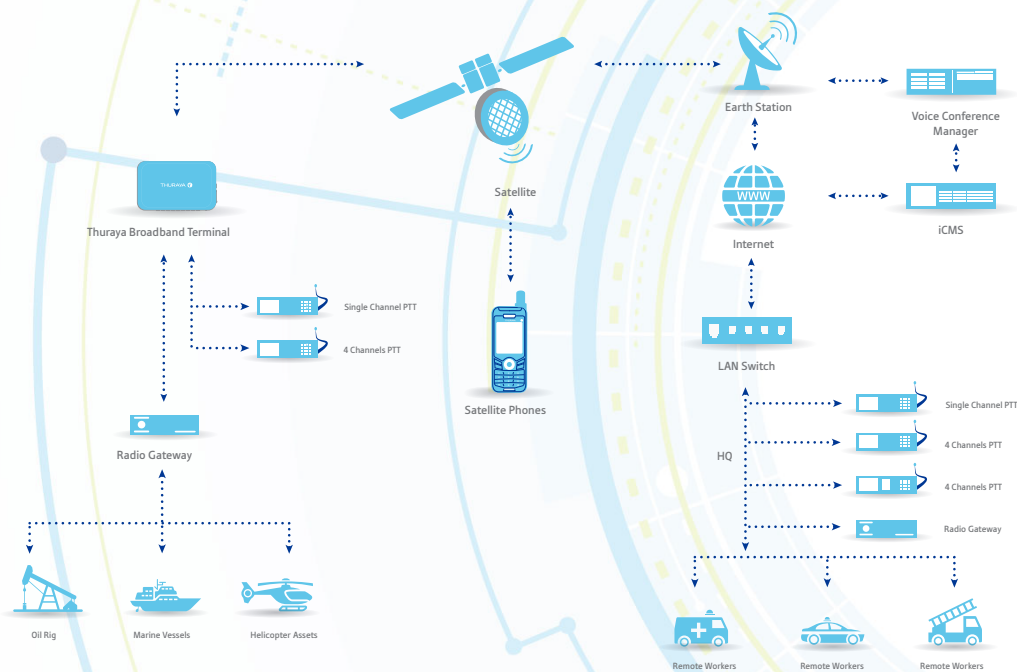 Earth Station
Voice Conference
Manager
THURAYA
Satellite
WWW
Thuraya Broadband Terminal
Internet
iCMS
Single Channel PTT
4 Channels PTT
LAN Switch
Satellite Phones
Single Channel PTT
4 Channels PTT
Radio Gateway
HQ
4 Channels PTT
Radio Gateway
Oil Rig
Marine Vessels
Helicopter Assets
Remote Workers
Remote Workers
Remote Workers